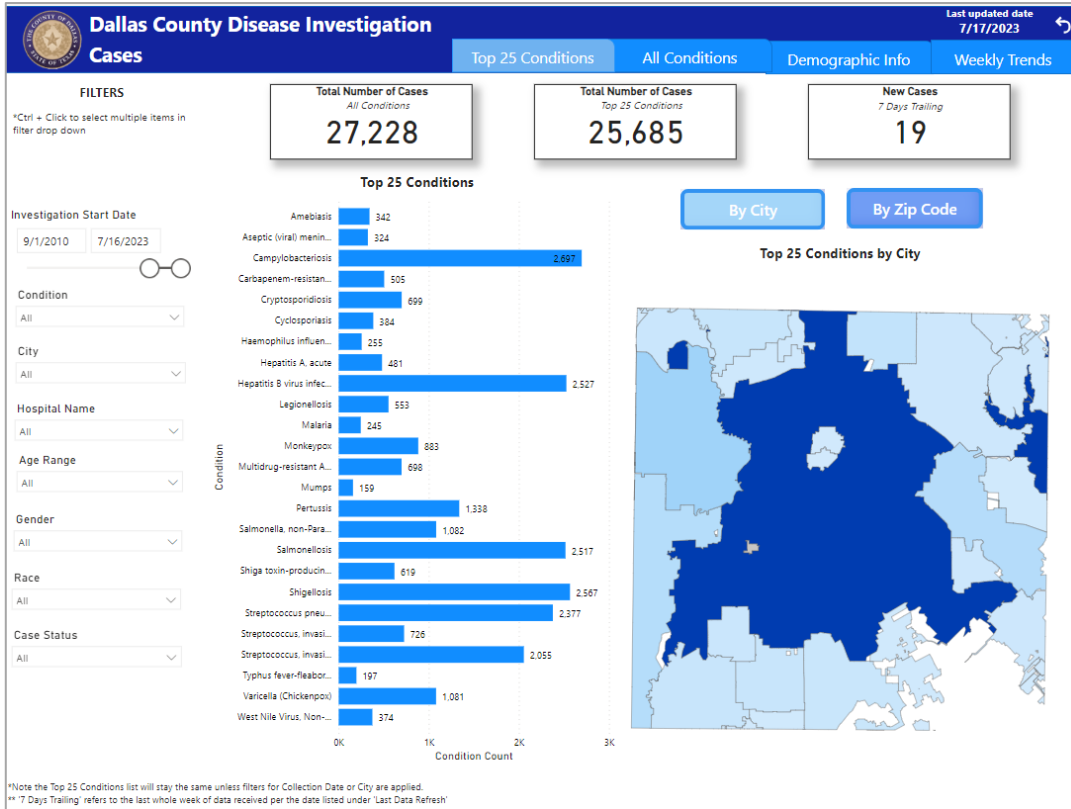 Dallas County Disease Investigation
Cases
Last updated date
7/17/2023
Top 25 Conditions
All Conditions
Demographic Info
Weekly Trends
FILTERS
*Ctrl + Click to select multiple items in
filter drop down
Total Number of Cases
All Conditions
27,228
Total Number of Cases
Top 25 Conditions
25,685
New Cases
7 Days Trailing
19
Investigation Start Date
9/1/2010 7/16/2023
Condition
All
City
All
Hospital Name
All
Age Range
All
Gender
All
Race
All
Case Status
All
Top 25 Conditions
Condition
Amebiasis 342
Aseptic (viral) menin... 324
Campylobacteriosis 2,697
Carbapenem-resistan... 505
Cryptosporidiosis 699
Cyclosporiasis 384
Haemophilus influen... 255
Hepatitis A, acute 481
Hepatitis B virus infec... 2,527
Legionellosis 553
Malaria 245
Monkeypox 883
Multidrug-resistant A... 698
Mumps 159
Pertussis 1,338
Salmonella, non-Para... 1,082
Salmonellosis 2,517
Shiga toxin-producin... 619
Shigellosis 2,567
Streptococcus pneu... 2,377
Streptococcus, invasi... 726
Streptococcus, invasi... 2,055
Typhus fever-fleabor... 197
Varicella (Chickenpox) 1,081
West Nile Virus, Non-... 374
0K 1K 2K 3K
Condition Count
By City
By Zip Code
Top 25 Conditions by City
*Note the Top 25 Conditions list will stay the same unless filters for Collection Date or City are applied.
** '7 Days Trailing' refers to the last whole week of data received per the date listed under 'Last Data Refresh'